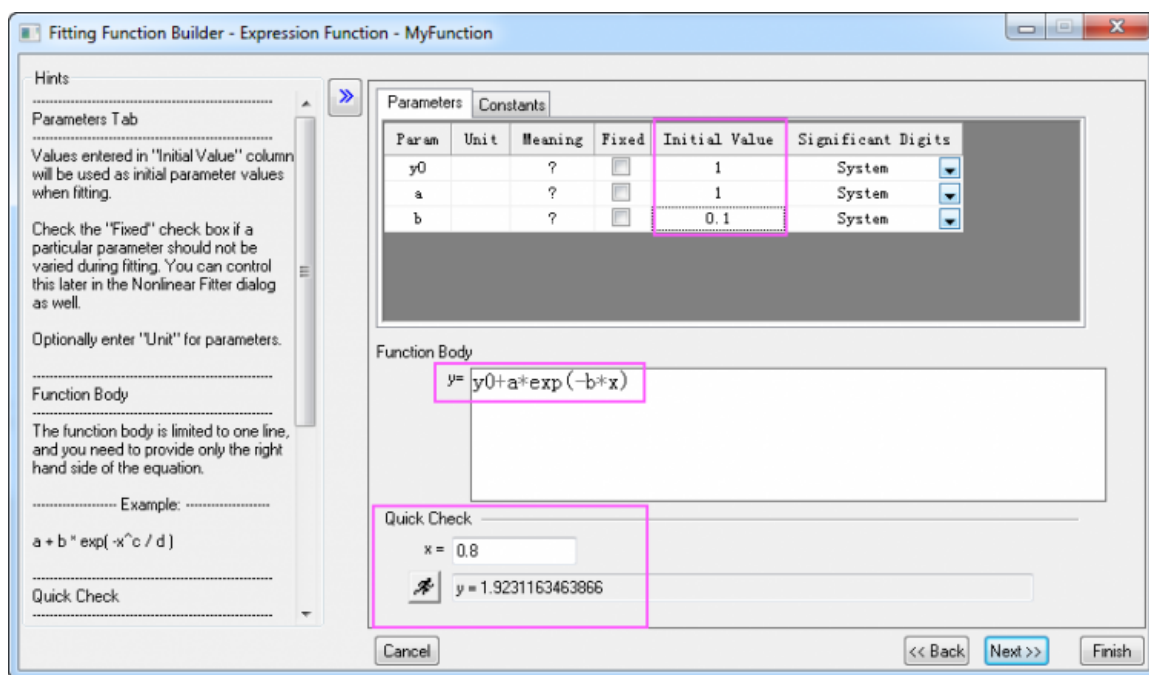 Fitting Function Builder - Expression Function - MyFunction
Hints
Parameters Tab
Values entered in "Initial Value" column
will be used as initial parameter values
when fitting.
Check the "Fixed" check box if a
particular parameter should not be
varied during fitting. You can control
this later in the Nonlinear Fitter dialog
as well.
Optionally enter "Unit" for parameters.
Function Body
The function body is limited to one line,
and you need to provide only the right
hand side of the equation.
-------------------- Example: --------------------
a + b * exp( -x^c / d )
Quick Check
Parameters Constants
Param Unit Meaning Fixed Initial Value Significant Digits
y0 ? 1 System
a ? 1 System
b ? 0.1 System
Function Body
y= y0+a*exp(-b*x)
Quick Check
x = 0.8
y = 1.9231163463866
Cancel << Back Next >> Finish